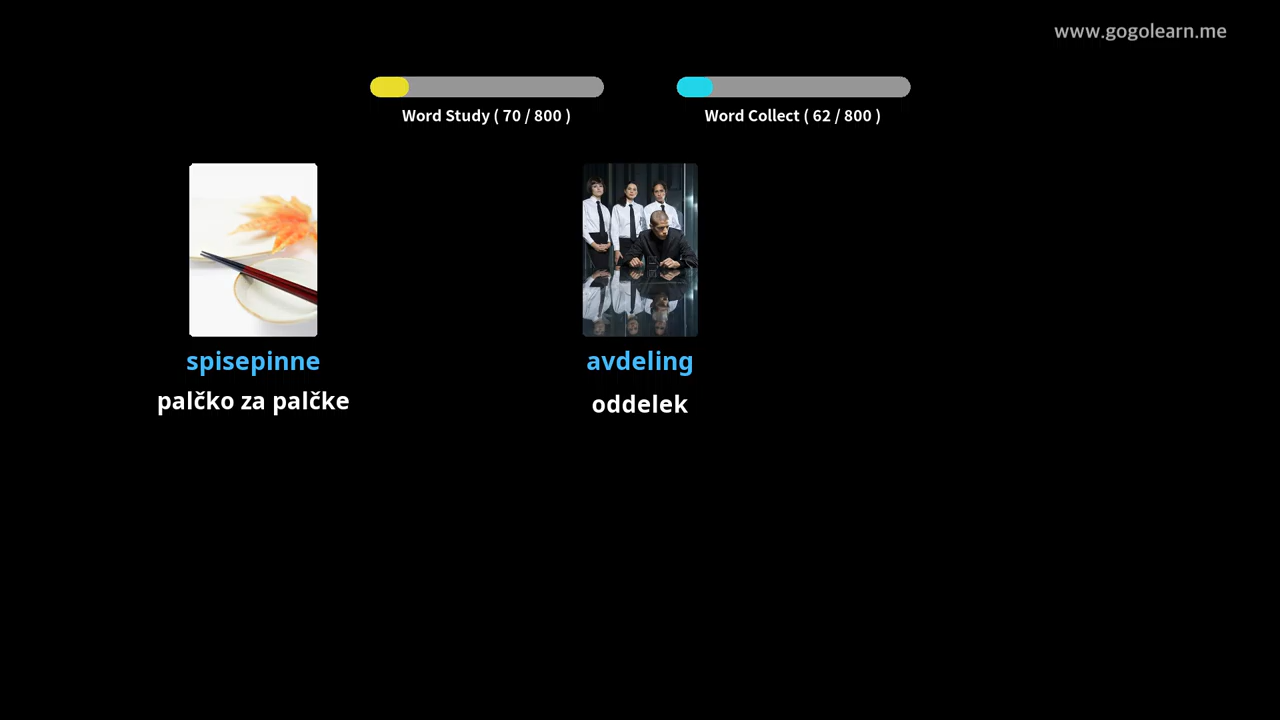 www.gogolearn.me
Word Study ( 70 / 800 )
Word Collect ( 62 / 800 )
spisepinne
palčko za palčke
avdeling
oddelek